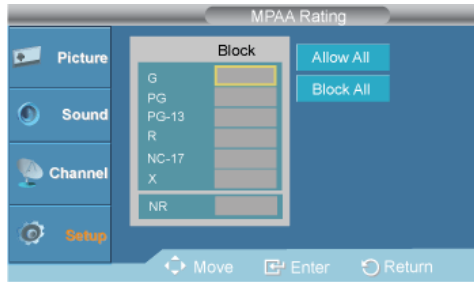 MPAA Rating
Picture
Sound
Channel
Setup
Block
G
PG
PG-13
R
NC-17
X
NR
Allow All
Block All
Move Enter Return